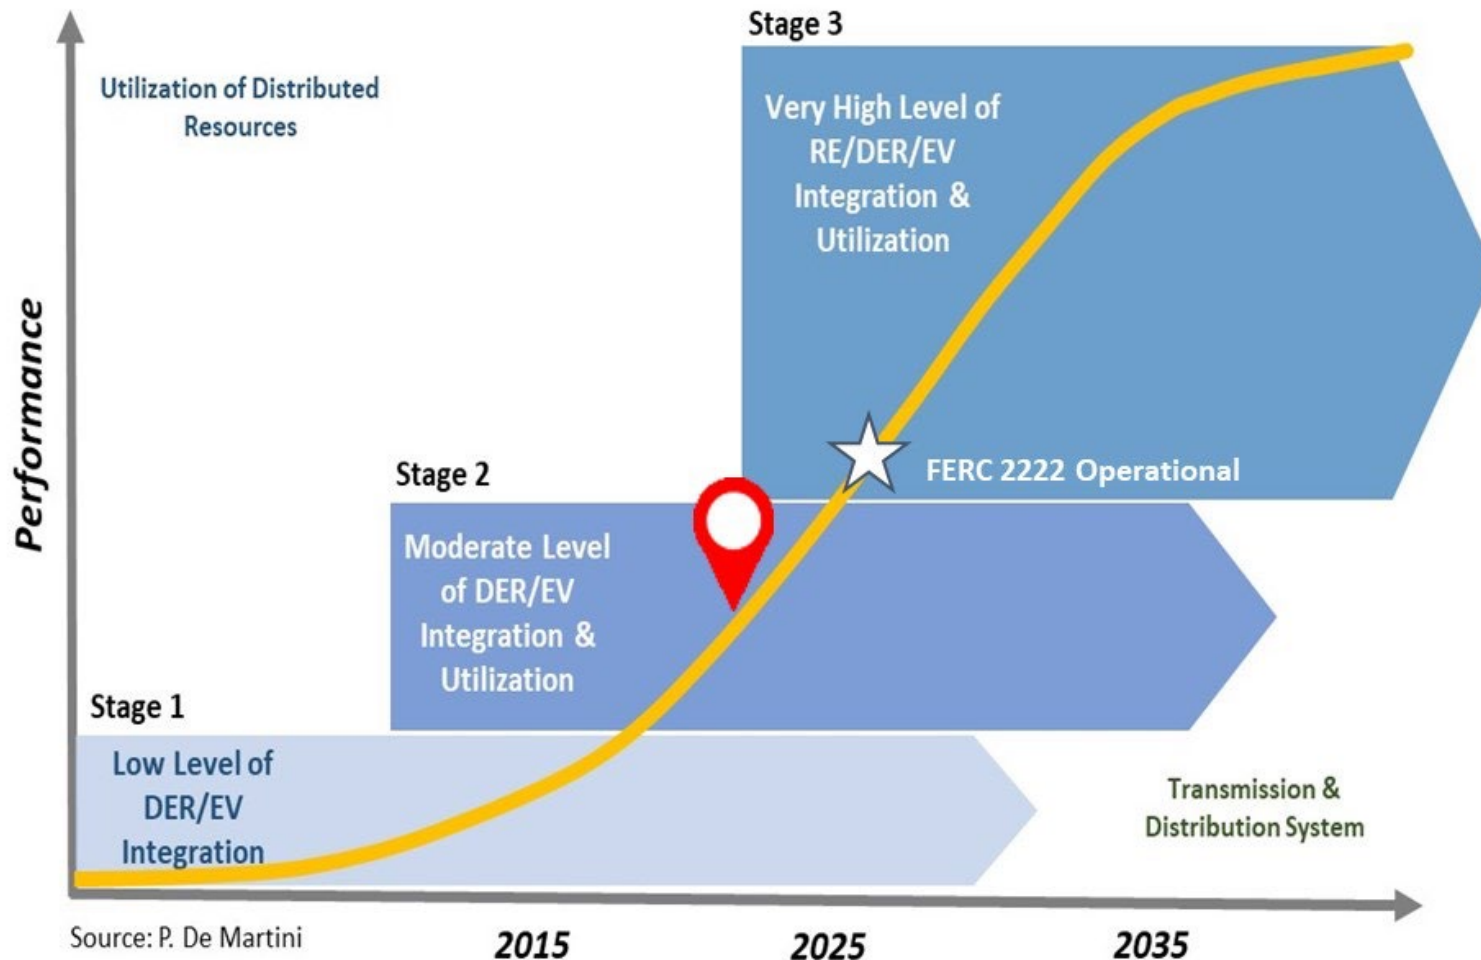 Utilization of Distributed
Resources
Performance
Stage 3
Very High Level of
RE/DER/EV
Integration &
Utilization
FERC 2222 Operational
Stage 2
Moderate Level
of DER/EV
Integration &
Utilization
Stage 1
Low Level of
DER/EV
Integration
Transmission &
Distribution System
Source: P. De Martini
2015
2025
2035